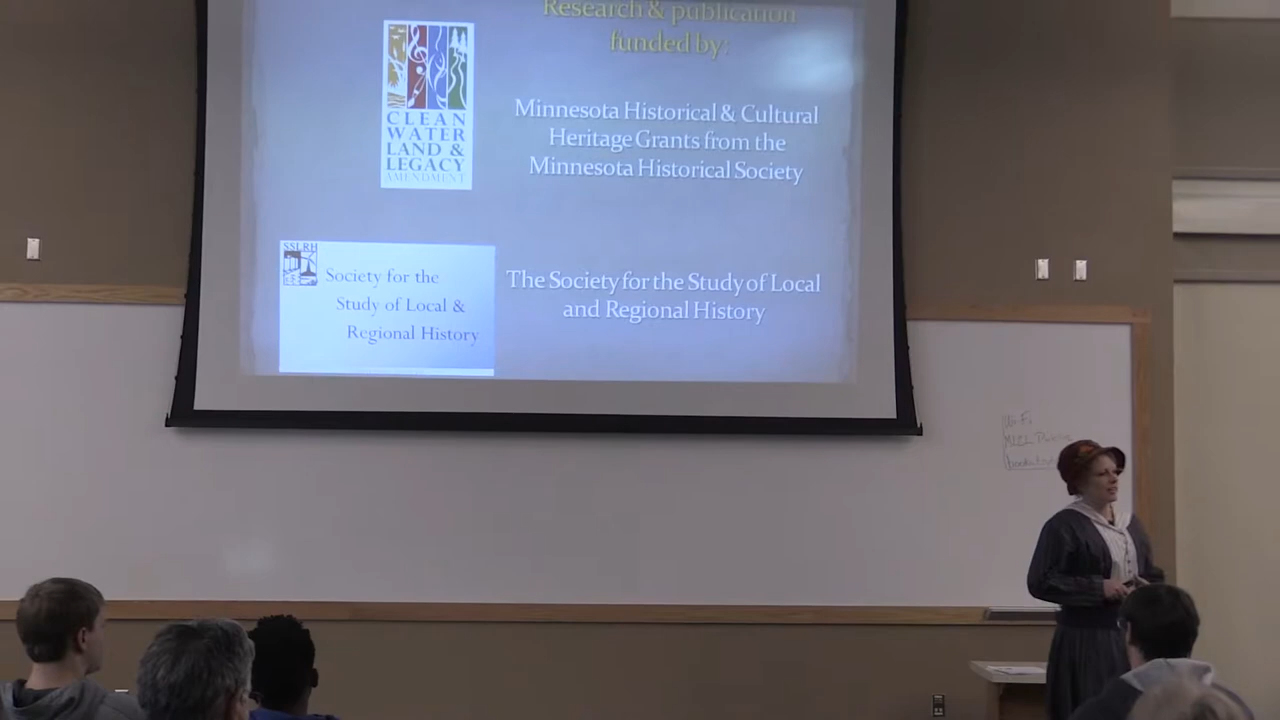 Research & publication
funded by:
CLEAN
WATER
LAND &
LEGACY
AMENDMENT
Minnesota Historical & Cultural
Heritage Grants from the
Minnesota Historical Society
SSLRH
Society for the
Study of Local &
Regional History
The Society for the Study of Local
and Regional History